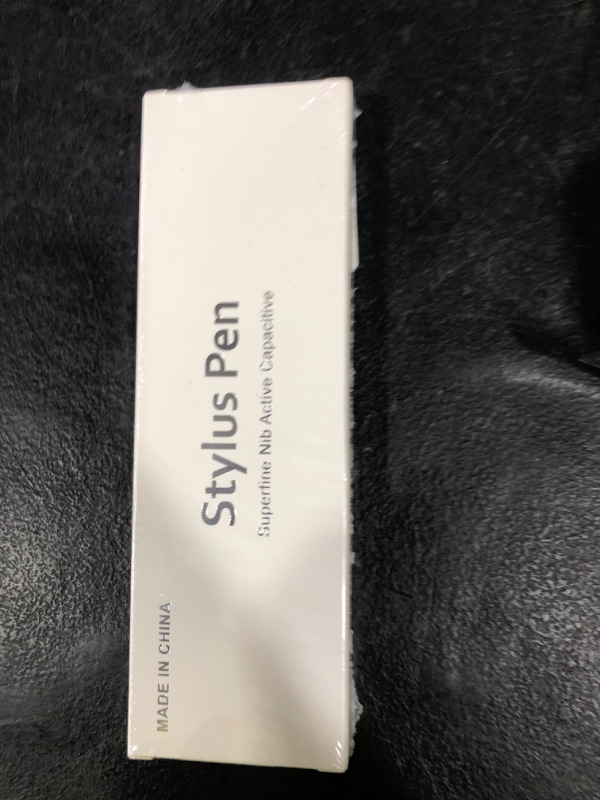 Stylus Pen
Superfine Nib Active Capacitive
MADE IN CHINA